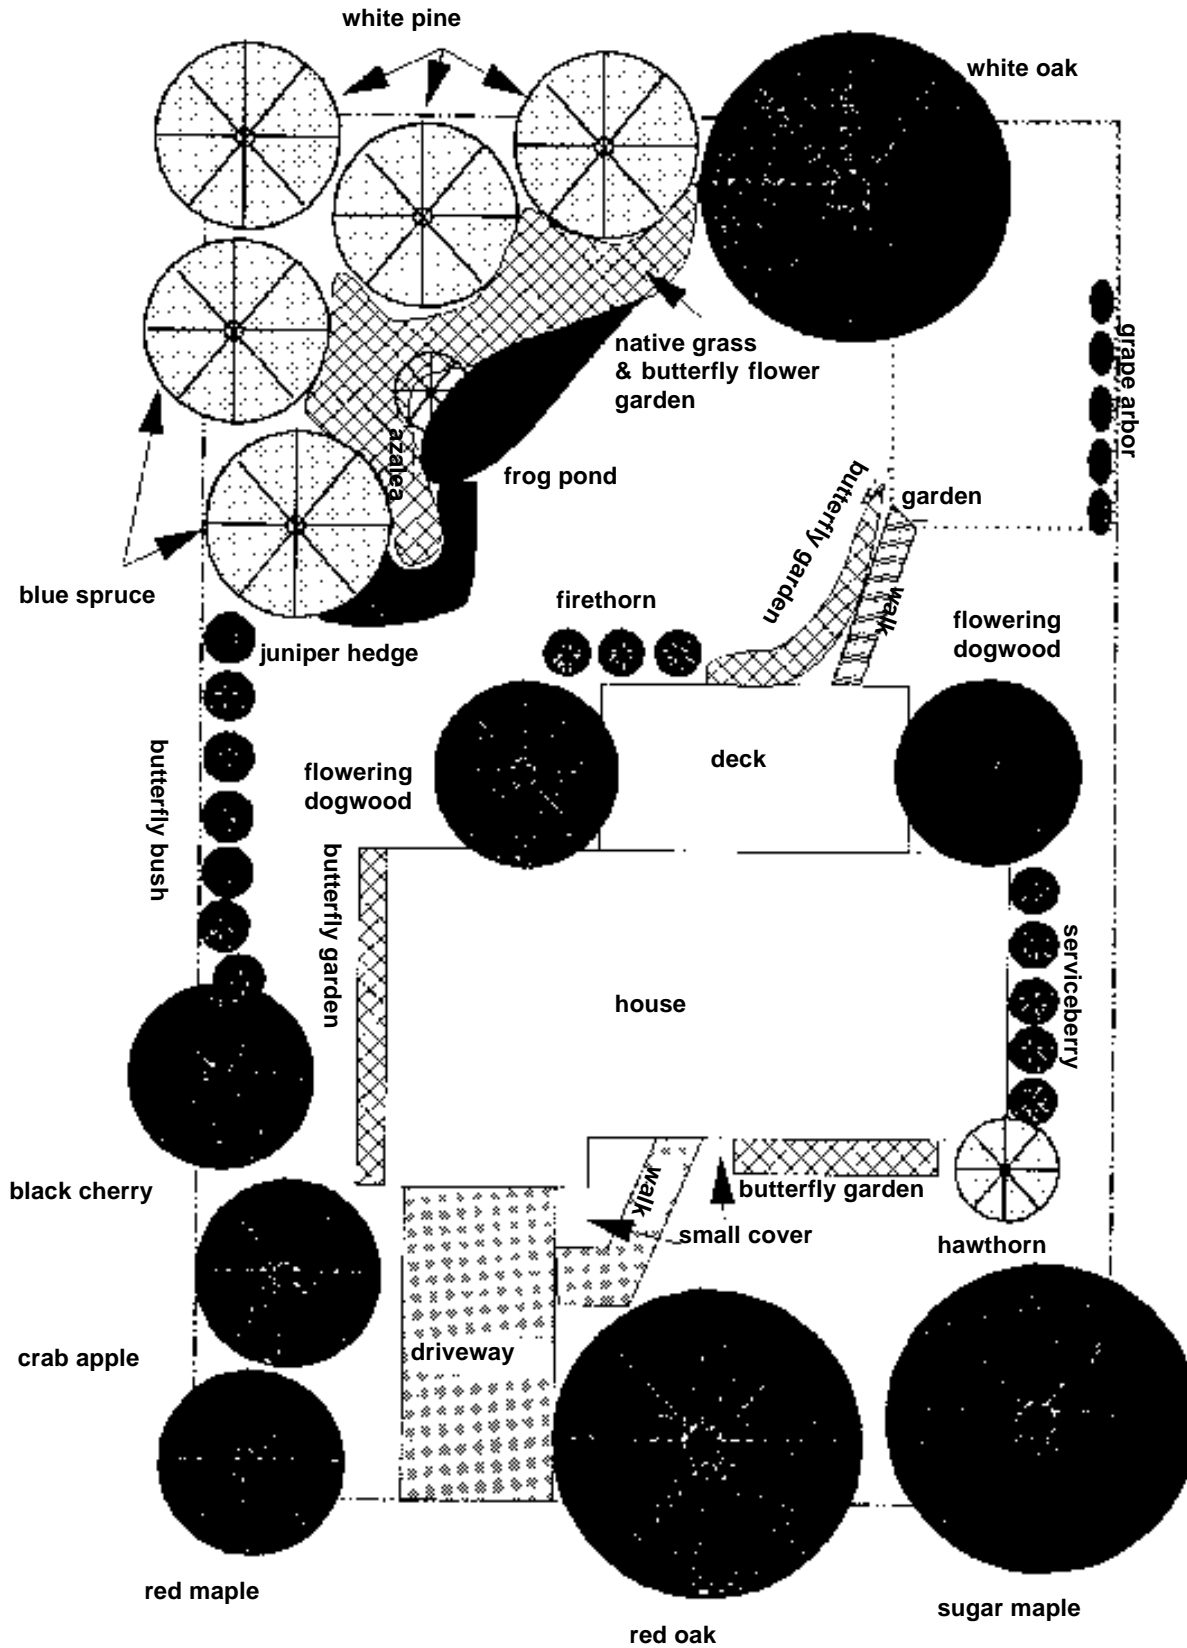 white pine
white oak
grape arbor
native grass
& butterfly flower
garden
azalea
frog pond
butterfly garden
garden
walk
blue spruce
firethorn
flowering
dogwood
juniper hedge
butterfly bush
flowering
dogwood
deck
butterfly garden
serviceberry
house
walk
black cherry
butterfly garden
small cover
hawthorn
crab apple
driveway
red maple
red oak
sugar maple